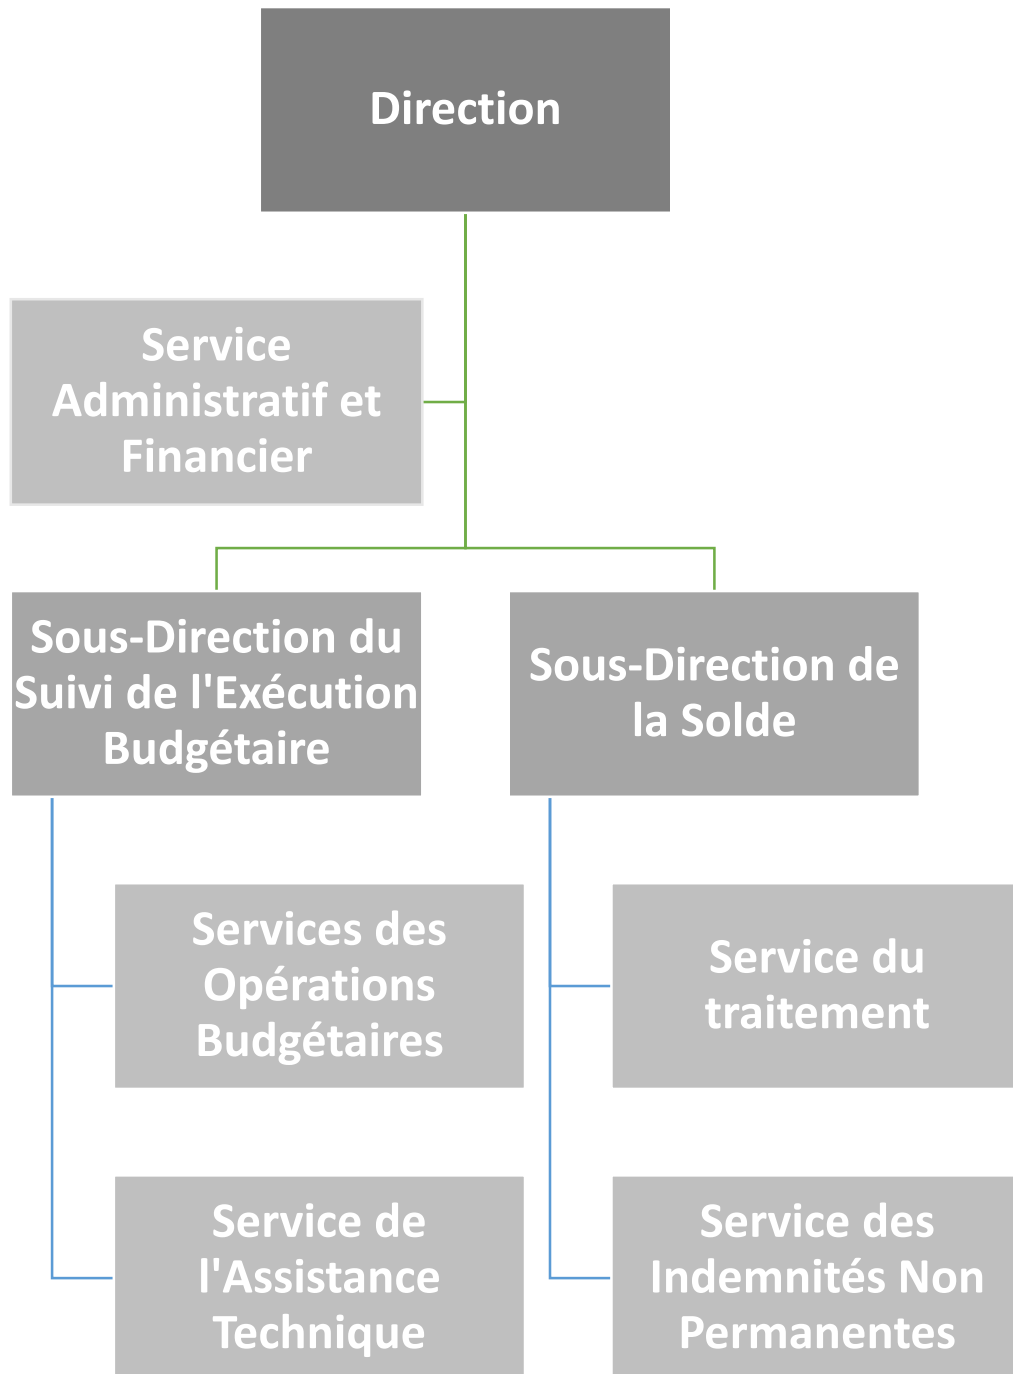 Direction
Service
Administratif et
Financier
Sous-Direction du
Suivi de l'Exécution
Budgétaire
Sous-Direction de
la Solde
Services des
Opérations
Budgétaires
Service du
traitement
Service de
l'Assistance
Technique
Service des
Indemnités Non
Permanentes